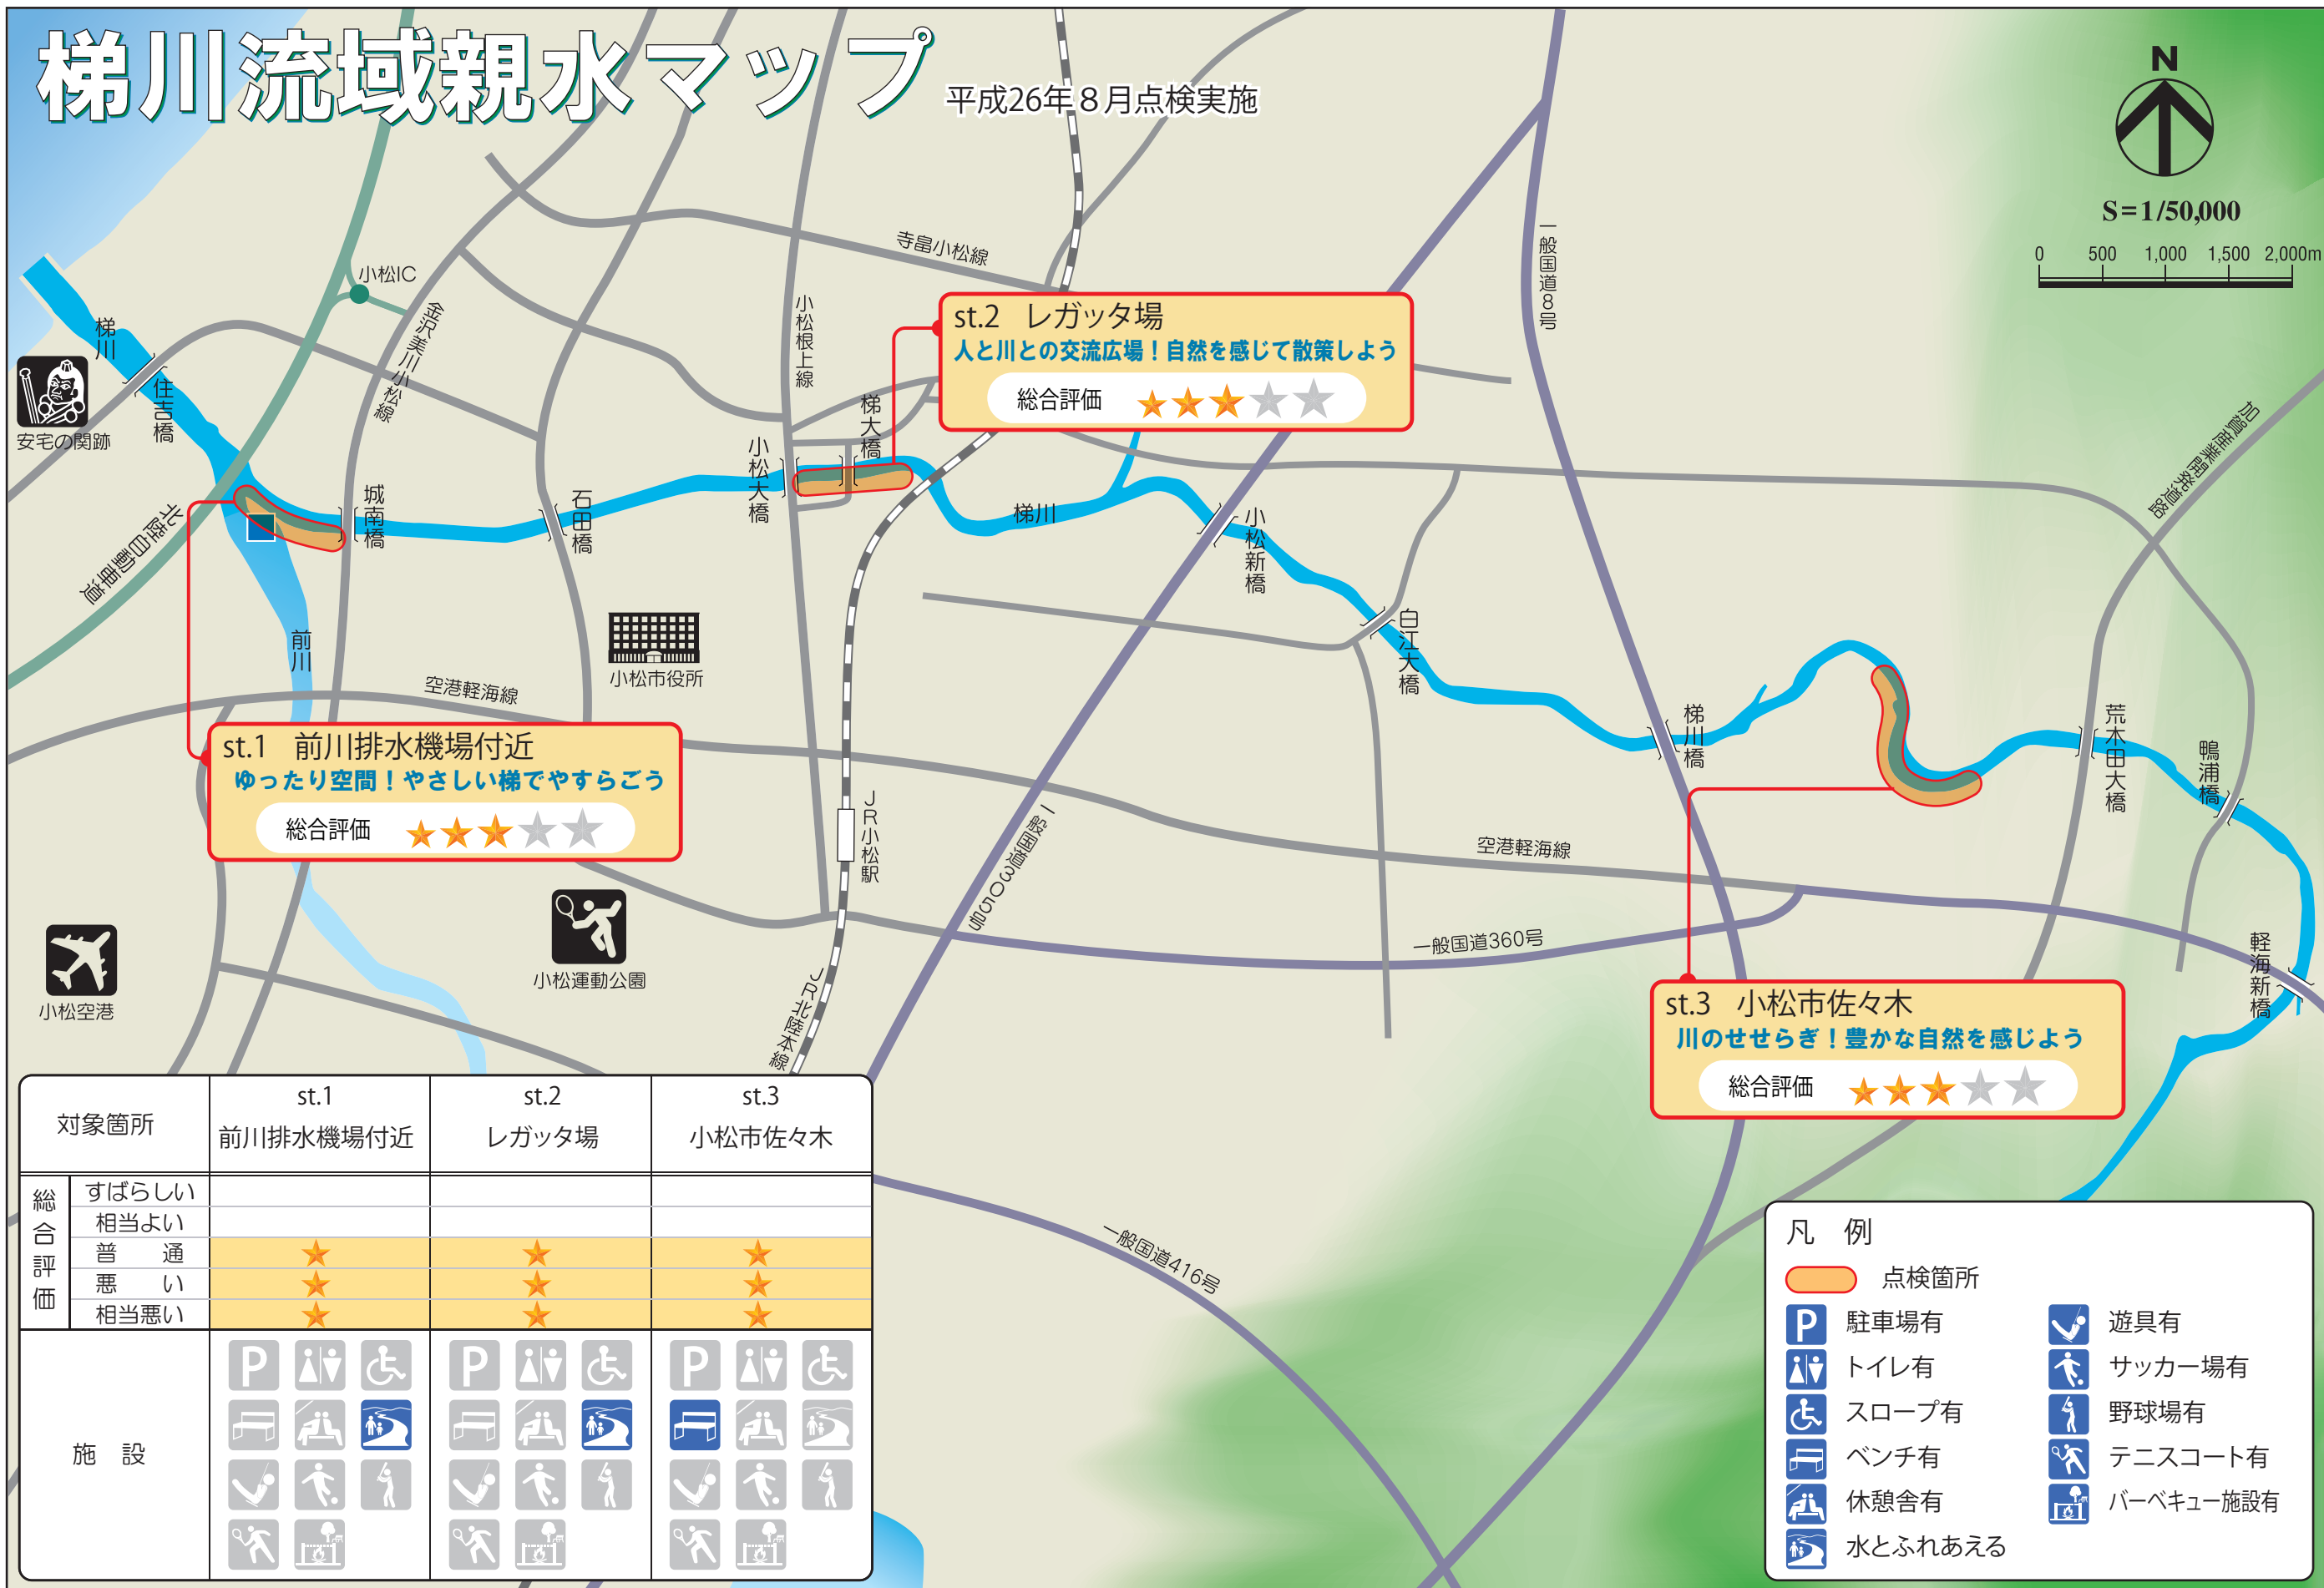 梯川流域親水マップ
平成26年8月点検実施
N
S=1/50,000
0 500 1,000 1,500 2,000m
小松IC
寺畠小松線
一般国道8号
小松根上線
金沢美川小松線
梯川
住吉橋
安宅の関跡
北陸自動車道
城南橋
石田橋
小松大橋
梯大橋
梯川
小松新橋
白江大橋
梯川橋
荒木田大橋
鴨浦橋
軽海新橋
加賀産業開発道路
前川
小松市役所
空港軽海線
st.2 レガッタ場
人と川との交流広場！自然を感じて散策しよう
総合評価
st.1 前川排水機場付近
ゆったり空間！やさしい梯でやすらごう
総合評価
JR小松駅
一般国道305号
空港軽海線
一般国道360号
小松運動公園
小松空港
JR北陸本線
st.3 小松市佐々木
川のせせらぎ！豊かな自然を感じよう
総合評価
一般国道416号
対象箇所
st.1
前川排水機場付近
st.2
レガッタ場
st.3
小松市佐々木
総合評価
すばらしい
相当よい
普 通
悪 い
相当悪い
施 設
P
P
P
凡 例
点検箇所
P 駐車場有
トイレ有
スロープ有
ベンチ有
休憩舎有
水とふれあえる
遊具有
サッカー場有
野球場有
テニスコート有
バーベキュー施設有